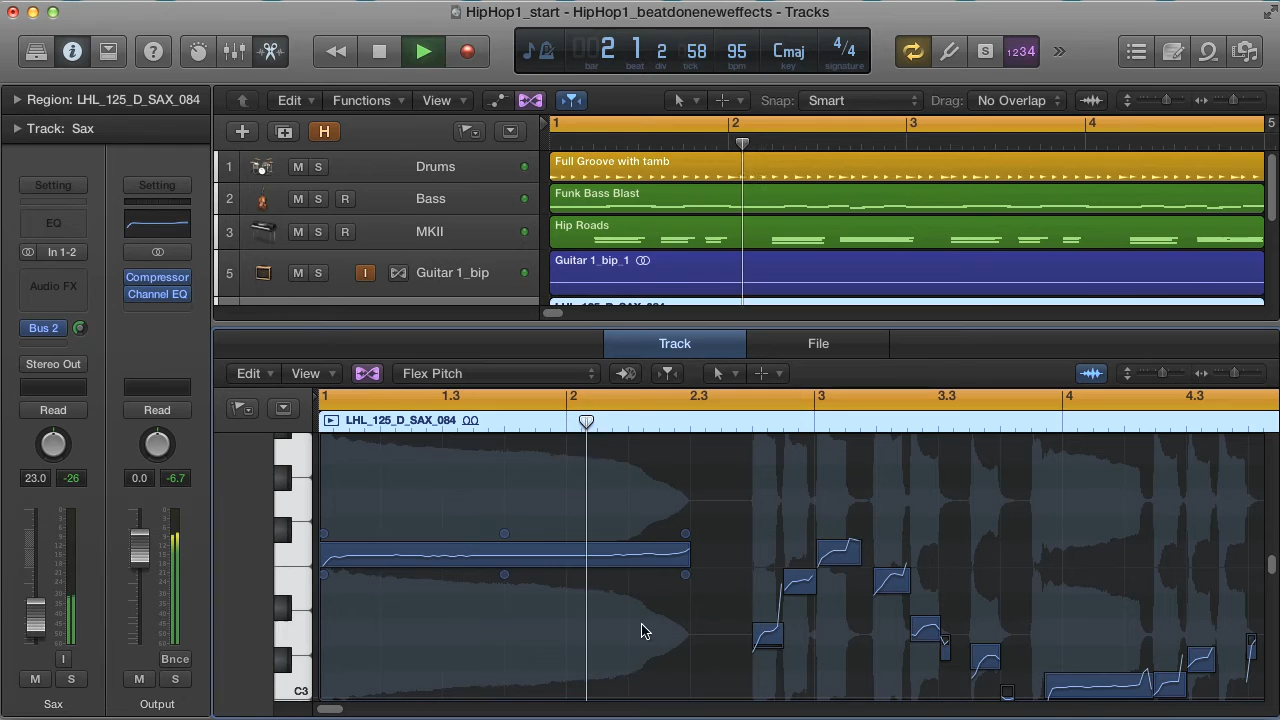 HipHop1_start - HipHop1_beatdoneneweffects - Tracks
2 1 2 58 95 Cmaj 4/4
bar beat div tick bpm key signature
S 1234
Region: LHL_125_D_SAX_084
Track: Sax
Edit Functions View Snap: Smart Drag: No Overlap
H
1 2 3 4 5
1 M S Drums Full Groove with tamb
2 M S R Bass Funk Bass Blast
3 M S R MKII Hip Roads
5 M S I Guitar 1_bip Guitar 1_bip_1
LHL_125_D_SAX_084
Setting Setting
EQ
In 1-2
Audio FX Compressor
Channel EQ
Bus 2
Stereo Out
Read Read
23.0 -26 0.0 -6.7
I Bnce
M S M S
Sax Output
Track File
Edit View Flex Pitch
1 1.3 2 2.3 3 3.3 4 4.3
LHL_125_D_SAX_084
C3